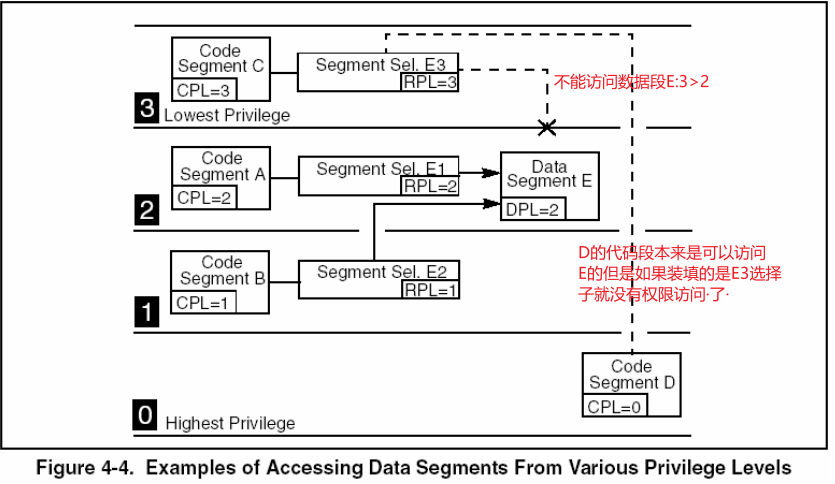 Code
Segment C
CPL=3
Segment Sel. E3
RPL=3
不能访问数据段E:3>2
3
Lowest Privilege
Code
Segment A
CPL=2
Segment Sel. E1
RPL=2
Data
Segment E
DPL=2
2
Code
Segment B
CPL=1
Segment Sel. E2
RPL=1
D的代码段本来是可以访问
E的但是如果装填的是E3选择
子就没有权限访问·了·
1
Code
Segment D
CPL=0
0
Highest Privilege
Figure 4-4. Examples of Accessing Data Segments From Various Privilege Levels